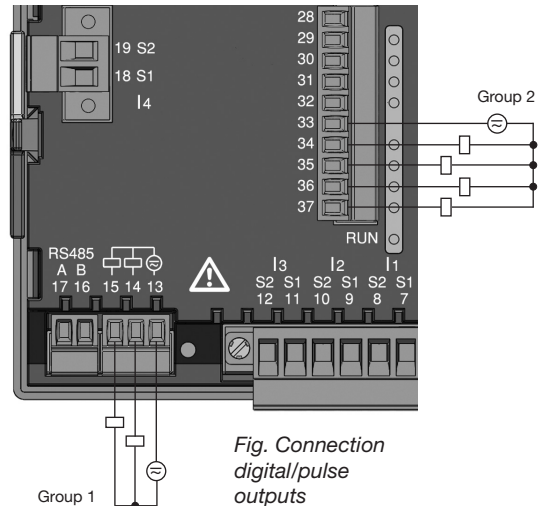 28
29
19 S2
30
18 S1
31
I4
32
Group 2
33
34
35
36
37
RUN
RS485
A B
17 16 15 14 13
I3 I2 I1
S2 S1 S2 S1 S2 S1
12 11 10 9 8 7
Fig. Connection
digital/pulse
outputs
Group 1